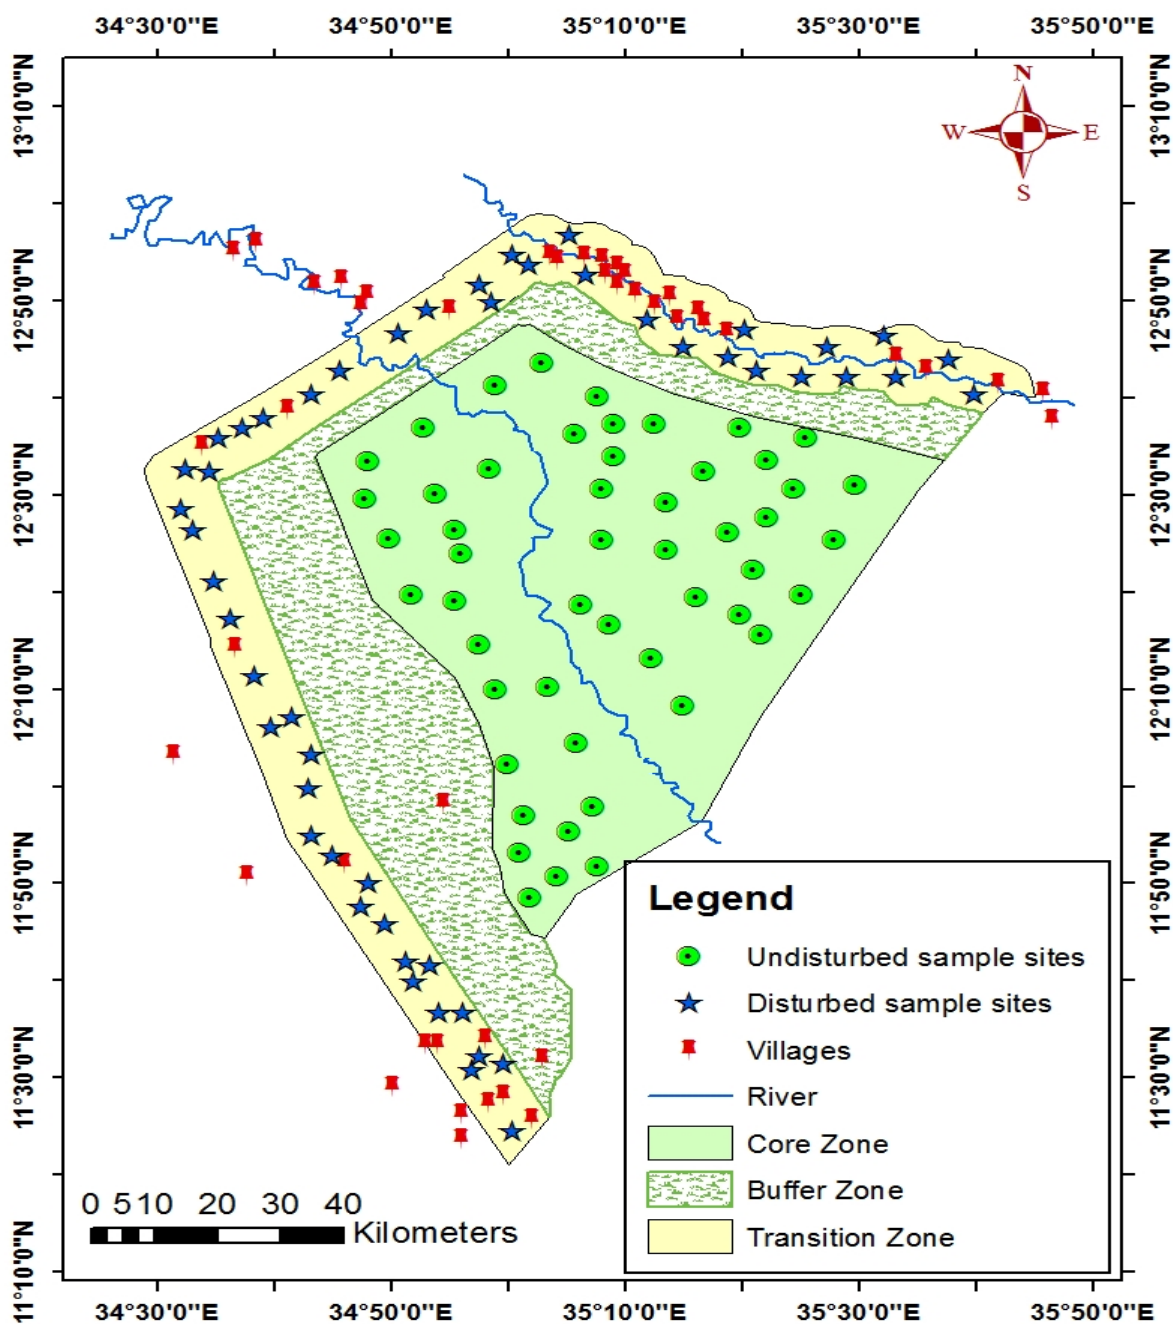 34°30'0"E 34°50'0"E 35°10'0"E 35°30'0"E 35°50'0"E
N
W E
S
13°10'0"N 13°10'0"N
12°50'0"N 12°50'0"N
12°30'0"N 12°30'0"N
12°10'0"N 12°10'0"N
11°50'0"N 11°50'0"N
11°30'0"N 11°30'0"N
11°10'0"N 11°10'0"N
Legend
Undisturbed sample sites
Disturbed sample sites
Villages
River
Core Zone
Buffer Zone
Transition Zone
0 5 10 20 30 40
Kilometers
34°30'0"E 34°50'0"E 35°10'0"E 35°30'0"E 35°50'0"E